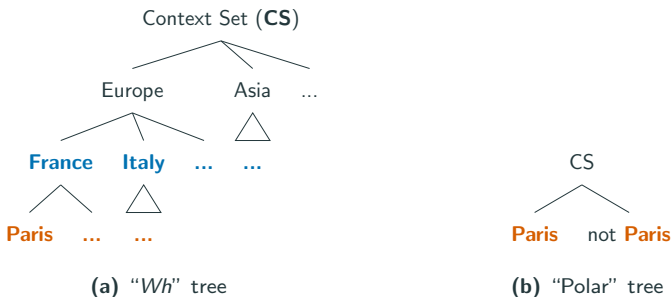 Context Set (CS)
Europe Asia ...
France Italy ... ... CS
Paris ... ... Paris not Paris
(a) “Wh” tree (b) “Polar” tree